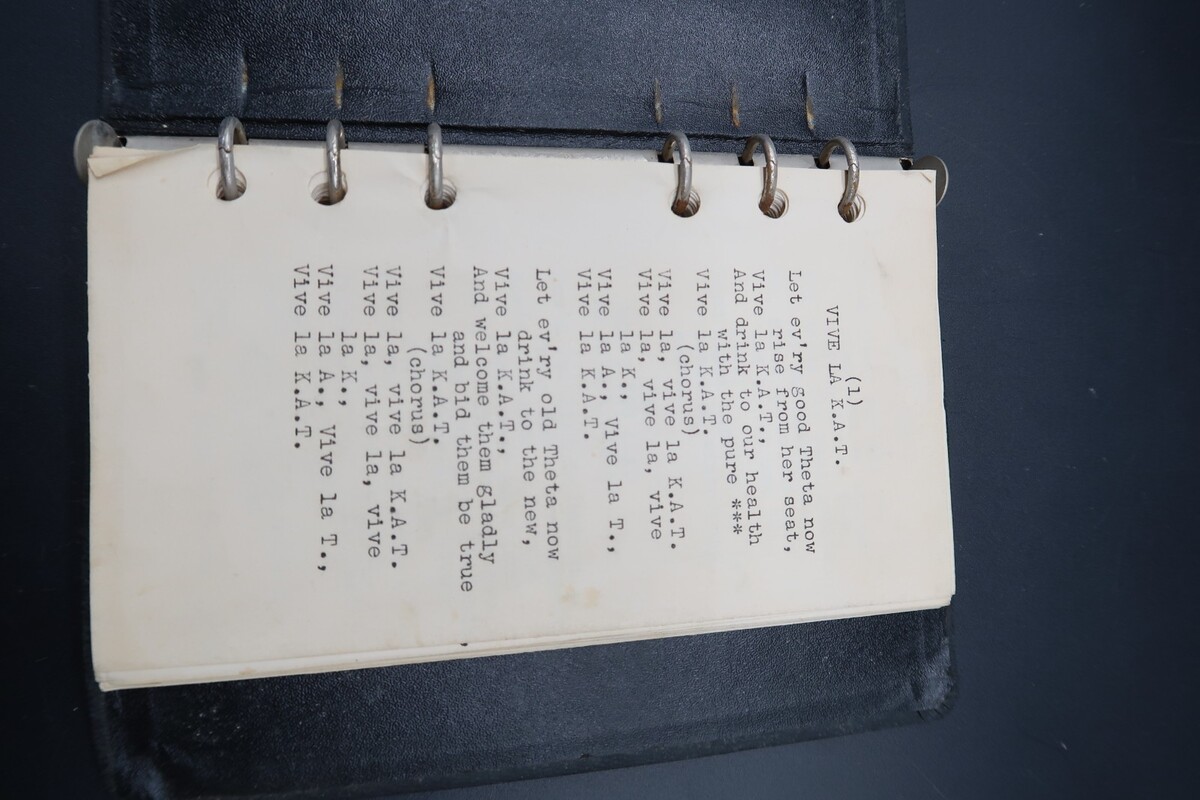 (1)
VIVE LA K.A.T.
Let ev'ry good Theta now
rise from her seat,
Vive la K.A.T.,
And drink to our health
with the pure ***
Vive la K.A.T.
(chorus)
Vive la, vive la K.A.T.
Vive la, vive la, vive
la K.,
Vive la A., Vive la T.,
Vive la K.A.T.
Let ev'ry old Theta now
drink to the new,
Vive la K.A.T.,
And welcome them gladly
and bid them be true
Vive la K.A.T.
(chorus)
Vive la, vive la K.A.T.
Vive la, vive la, vive
la K.,
Vive la A., Vive la T.,
Vive la K.A.T.